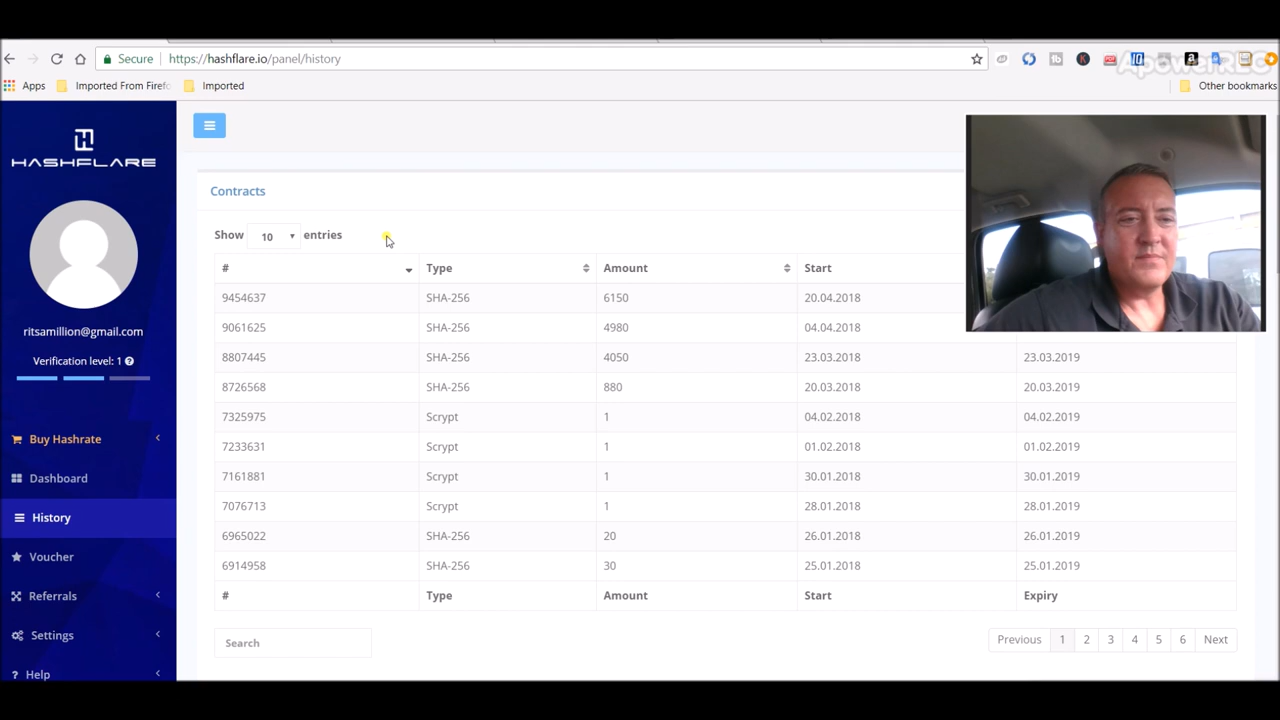 Secure https://hashflare.io/panel/history
Apps Imported From Firefo Imported Other bookmarks
ApowerREC
HASHFLARE
ritsamillion@gmail.com
Verification level: 1
Buy Hashrate
Dashboard
History
Voucher
Referrals
Settings
Help
Contracts
Show 10 entries
# Type Amount Start
9454637 SHA-256 6150 20.04.2018
9061625 SHA-256 4980 04.04.2018
8807445 SHA-256 4050 23.03.2018 23.03.2019
8726568 SHA-256 880 20.03.2018 20.03.2019
7325975 Scrypt 1 04.02.2018 04.02.2019
7233631 Scrypt 1 01.02.2018 01.02.2019
7161881 Scrypt 1 30.01.2018 30.01.2019
7076713 Scrypt 1 28.01.2018 28.01.2019
6965022 SHA-256 20 26.01.2018 26.01.2019
6914958 SHA-256 30 25.01.2018 25.01.2019
# Type Amount Start Expiry
Search
Previous 1 2 3 4 5 6 Next